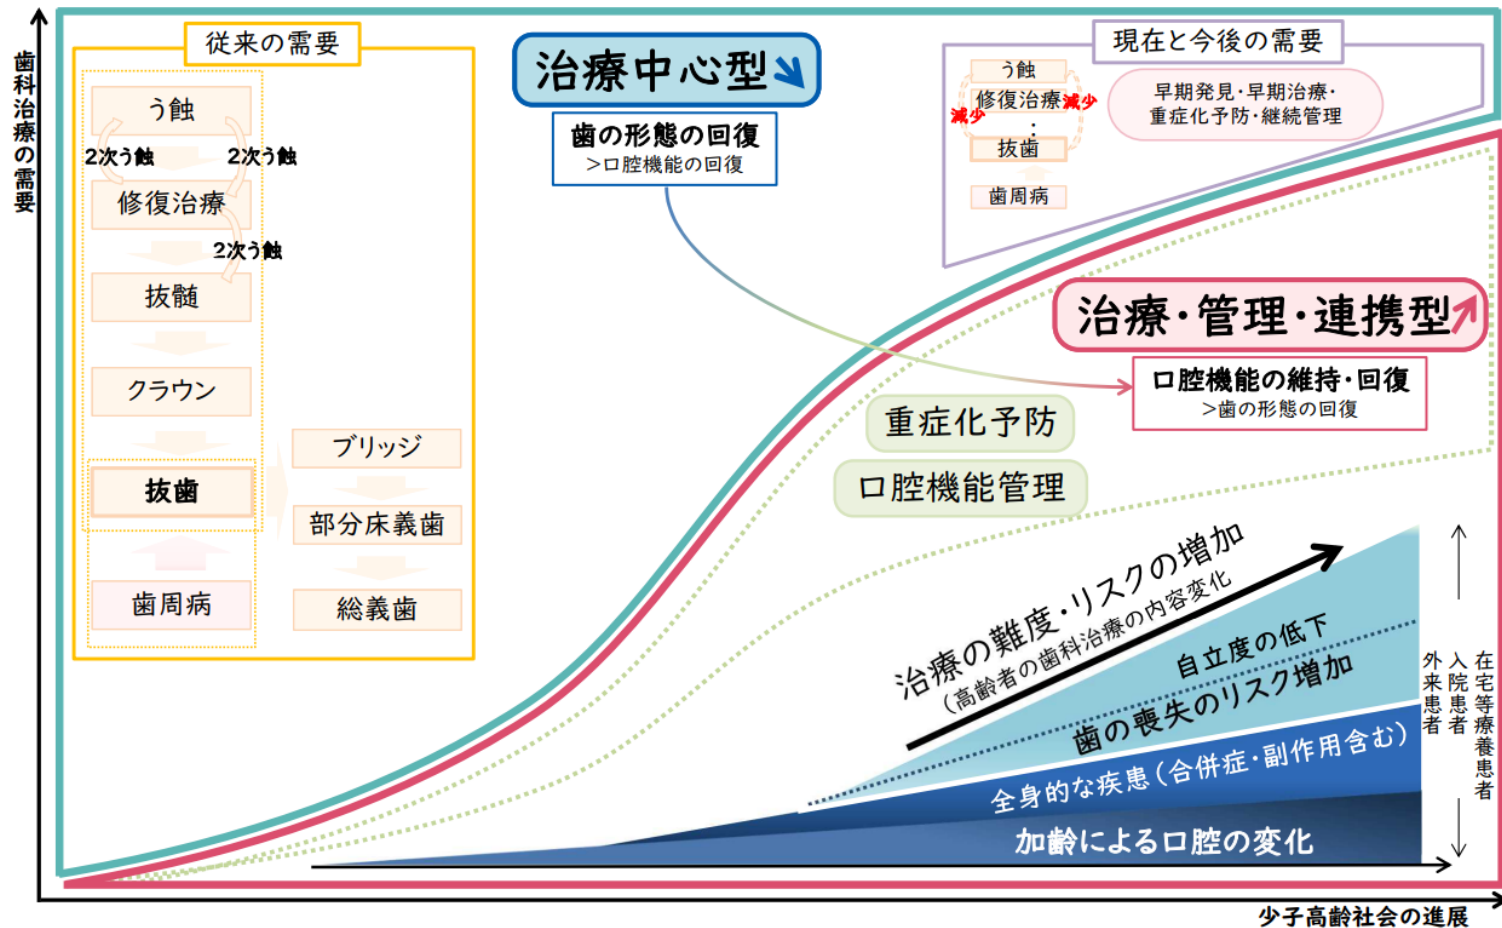 歯科治療の需要
従来の需要
う蝕
2次う蝕
2次う蝕
修復治療
2次う蝕
抜髄
クラウン
抜歯
歯周病
ブリッジ
部分床義歯
総義歯
治療中心型
歯の形態の回復
>口腔機能の回復
現在と今後の需要
う蝕
修復治療
減少
減少
:
抜歯
歯周病
早期発見・早期治療・
重症化予防・継続管理
治療・管理・連携型
口腔機能の維持・回復
>歯の形態の回復
重症化予防
口腔機能管理
治療の難度・リスクの増加
(高齢者の歯科治療の内容変化
自立度の低下
歯の喪失のリスク増加
全身的な疾患(合併症・副作用含む)
加齢による口腔の変化
在宅等療養患者
入院患者
外来患者
少子高齢社会の進展